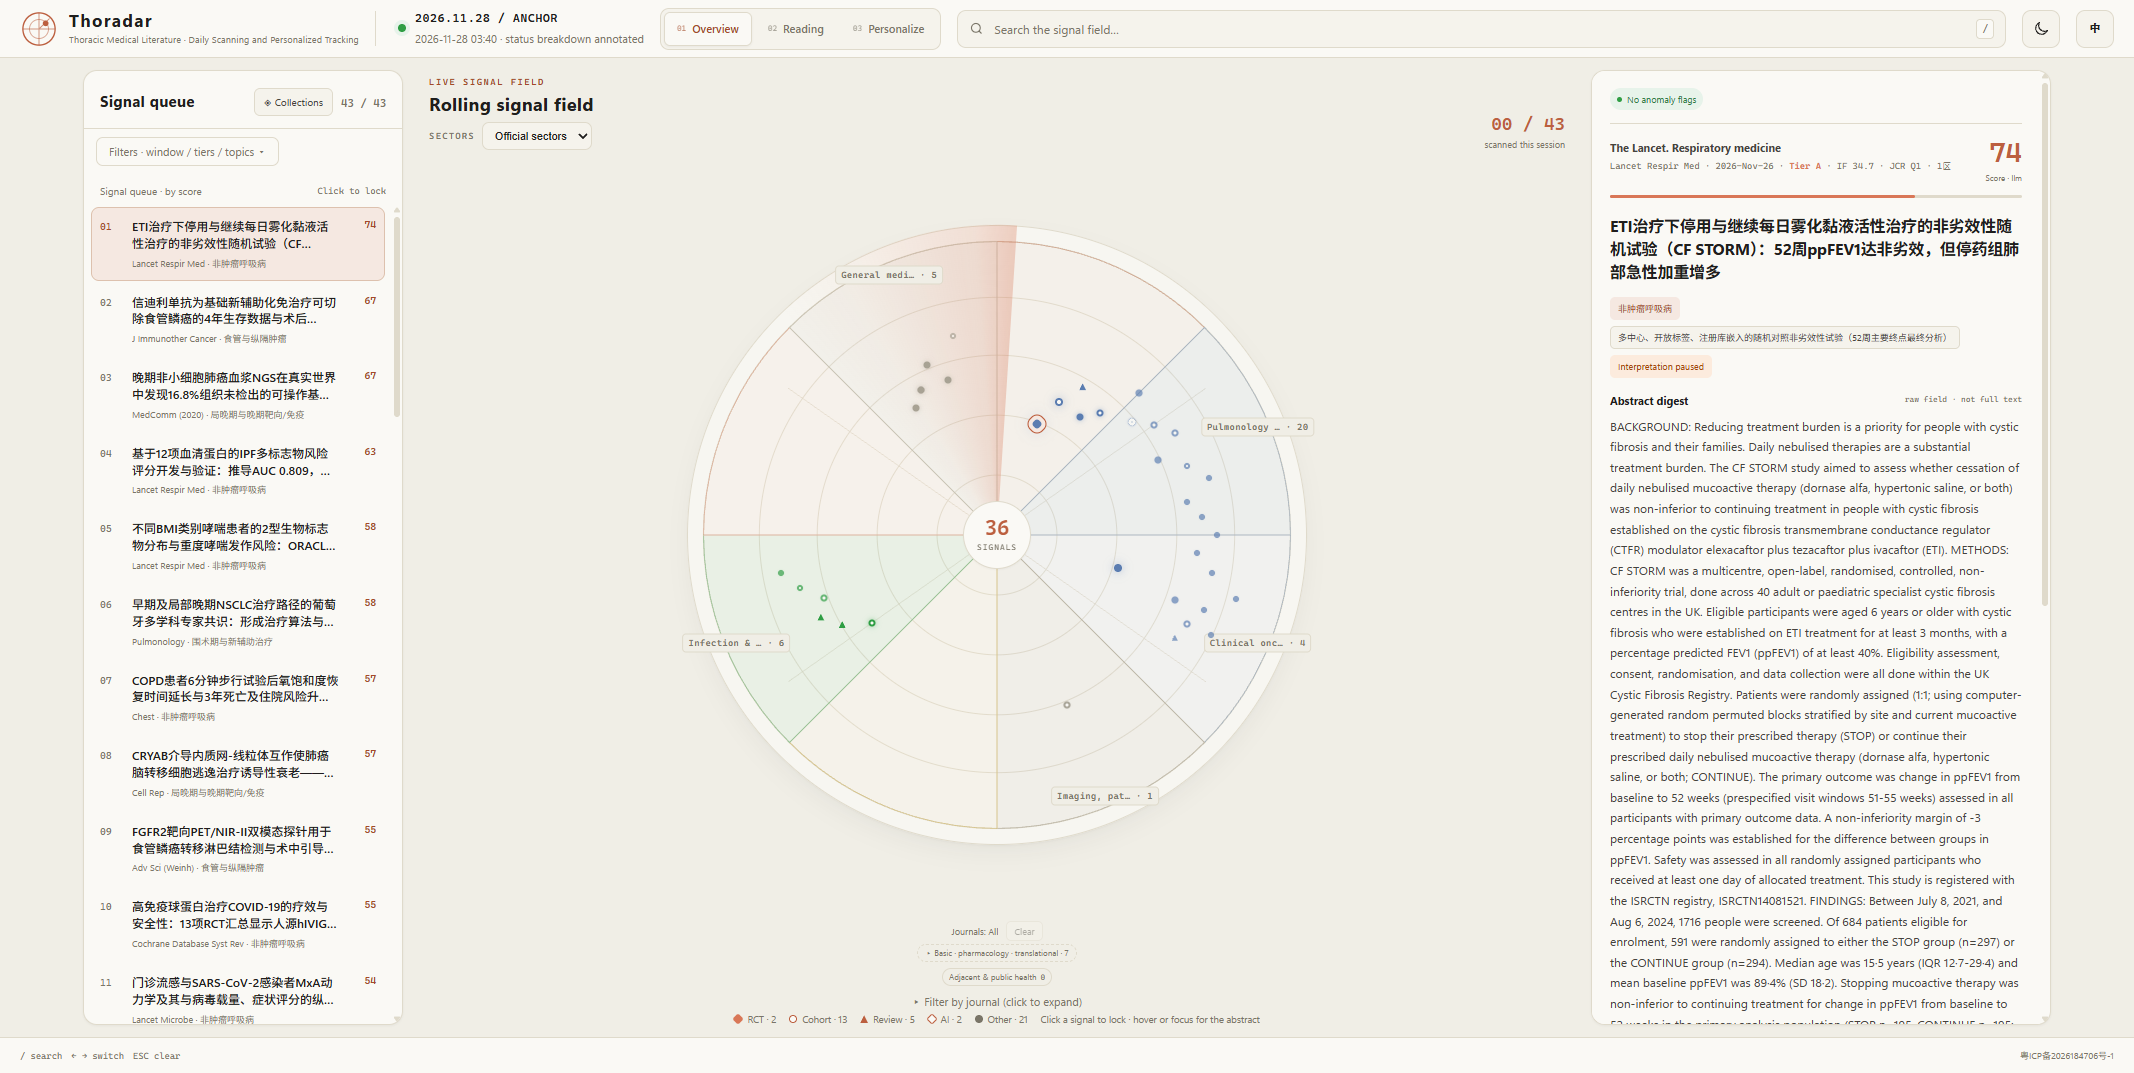 Thoradar
Thoracic Medical Literature · Daily Scanning and Personalized Tracking
2026.11.28 / ANCHOR
2026-11-28 03:40 · status breakdown annotated
01 Overview
02 Reading
03 Personalize
Search the signal field...
/
中
Signal queue
Collections
43 / 43
Filters · window / tiers / topics
Signal queue · by score
Click to lock
01 ETI治疗下停用与继续每日雾化黏液活 74
性治疗的非劣效性随机试验（CF...
Lancet Respir Med · 非肿瘤呼吸病
02 信迪利单抗为基础新辅助化免治疗可切 67
除食管鳞癌的4年生存数据与术后...
J Immunother Cancer · 食管与纵隔肿瘤
03 晚期非小细胞肺癌血浆NGS在真实世界 67
中发现16.8%组织未检出的可操作基...
MedComm (2020) · 局晚期与晚期靶向/免疫
04 基于12项血清蛋白的IPF多标志物风险 63
评分开发与验证：推导AUC 0.809，...
Lancet Respir Med · 非肿瘤呼吸病
05 不同BMI类别哮喘患者的2型生物标志 58
物分布与重度哮喘发作风险：ORACL...
Lancet Respir Med · 非肿瘤呼吸病
06 早期及局部晚期NSCLC治疗路径的葡萄 58
牙多学科专家共识：形成治疗算法与...
Pulmonology · 围术期与新辅助治疗
07 COPD患者6分钟步行试验后氧饱和度恢 57
复时间延长与3年死亡及住院风险升...
Chest · 非肿瘤呼吸病
08 CRYAB介导内质网-线粒体互作使肺癌 57
脑转移细胞逃逸治疗诱导性衰老——...
Cell Rep · 局晚期与晚期靶向/免疫
09 FGFR2靶向PET/NIR-II双模态探针用于 55
食管鳞癌转移淋巴结检测与术中引导...
Adv Sci (Weinh) · 食管与纵隔肿瘤
10 高免疫球蛋白治疗COVID-19的疗效与 55
安全性：13项RCT汇总显示人源hIVIG...
Cochrane Database Syst Rev · 非肿瘤呼吸病
11 门诊流感与SARS-CoV-2感染者MxA动 54
力学及其与病毒载量、症状评分的纵...
Lancet Microbe · 非肿瘤呼吸病
LIVE SIGNAL FIELD
Rolling signal field
SECTORS Official sectors
00 / 43
scanned this session
General medi… · 5
Pulmonology … · 20
36
SIGNALS
Infection & … · 6
Clinical onc… · 4
Imaging, pat… · 1
Journals: All Clear
Basic · pharmacology · translational · 7
Adjacent & public health 0
Filter by journal (click to expand)
RCT · 2 Cohort · 13 Review · 5 AI · 2 Other · 21 Click a signal to lock · hover or focus for the abstract
No anomaly flags
The Lancet. Respiratory medicine
Lancet Respir Med · 2026-Nov-26 · Tier A · IF 34.7 · JCR Q1 · 1区
74
Score · llm
ETI治疗下停用与继续每日雾化黏液活性治疗的非劣效性随
机试验（CF STORM）：52周ppFEV1达非劣效，但停药组肺
部急性加重增多
非肿瘤呼吸病
多中心、开放标签、注册库嵌入的随机对照非劣效性试验（52周主要终点最终分析）
Interpretation paused
Abstract digest
raw field · not full text
BACKGROUND: Reducing treatment burden is a priority for people with cystic
fibrosis and their families. Daily nebulised therapies are a substantial
treatment burden. The CF STORM study aimed to assess whether cessation of
daily nebulised mucoactive therapy (dornase alfa, hypertonic saline, or both)
was non-inferior to continuing treatment in people with cystic fibrosis
established on the cystic fibrosis transmembrane conductance regulator
(CTFR) modulator elexacaftor plus tezacaftor plus ivacaftor (ETI). METHODS:
CF STORM was a multicentre, open-label, randomised, controlled, non-
inferiority trial, done across 40 adult or paediatric specialist cystic fibrosis
centres in the UK. Eligible participants were aged 6 years or older with cystic
fibrosis who were established on ETI treatment for at least 3 months, with a
percentage predicted FEV1 (ppFEV1) of at least 40%. Eligibility assessment,
consent, randomisation, and data collection were all done within the UK
Cystic Fibrosis Registry. Patients were randomly assigned (1:1; using computer-
generated random permuted blocks stratified by site and current mucoactive
treatment) to stop their prescribed therapy (STOP) or continue their
prescribed daily nebulised mucoactive therapy (dornase alfa, hypertonic
saline, or both; CONTINUE). The primary outcome was change in ppFEV1 from
baseline to 52 weeks (prespecified visit windows 51-55 weeks) assessed in all
participants with primary outcome data. A non-inferiority margin of -3
percentage points was established for the difference between groups in
ppFEV1. Safety was assessed in all randomly assigned participants who
received at least one day of allocated treatment. This study is registered with
the ISRCTN registry, ISRCTN14081521. FINDINGS: Between July 8, 2021, and
Aug 6, 2024, 1716 people were screened. Of 684 patients eligible for
enrolment, 591 were randomly assigned to either the STOP group (n=297) or
the CONTINUE group (n=294). Median age was 15·5 years (IQR 12·7-29·4) and
mean baseline ppFEV1 was 89·4% (SD 18·2). Stopping mucoactive therapy was
non-inferior to continuing treatment for change in ppFEV1 from baseline to
52 weeks in the primary analysis population (STOP n=195; CONTINUE n=195;
/ search ← → switch ESC clear
粤ICP备2026184706号-1